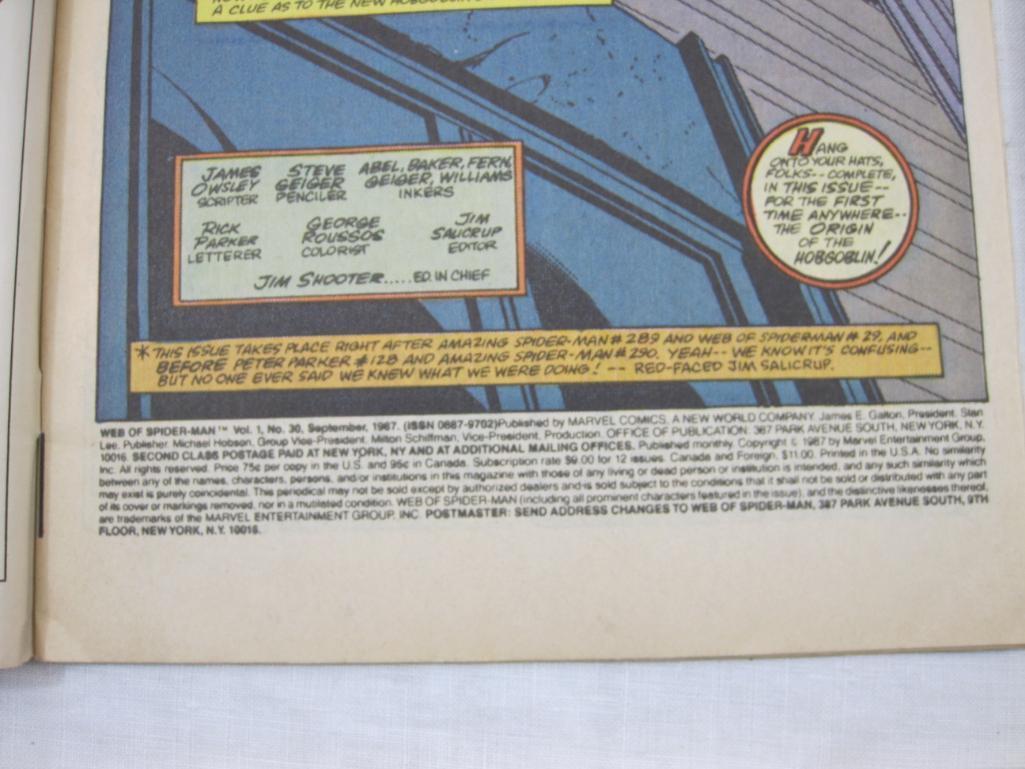 A CLUE AS TO THE NEW HOBGOBLIN
JAMES OWSLEY
SCRIPTER
STEVE GEIGER
PENCILER
ABEL, BAKER, FERN,
GEIGER, WILLIAMS
INKERS
RICK PARKER
LETTERER
GEORGE ROUSSOS
COLORIST
JIM SALICRUP
EDITOR
JIM SHOOTER.....ED. IN CHIEF
HANG
ONTO YOUR HATS,
FOLKS-- COMPLETE,
IN THIS ISSUE--
FOR THE FIRST
TIME ANYWHERE--
THE ORIGIN
OF THE
HOBGOBLIN!
*THIS ISSUE TAKES PLACE RIGHT AFTER AMAZING SPIDER-MAN # 289 AND WEB OF SPIDERMAN # 29, AND
BEFORE PETER PARKER # 128 AND AMAZING SPIDER-MAN # 290. YEAH-- WE KNOW IT'S CONFUSING--
BUT NO ONE EVER SAID WE KNEW WHAT WE WERE DOING! -- RED-FACED JIM SALICRUP.
WEB OF SPIDER-MAN™ Vol. 1, No. 30, September, 1987. (ISSN 0887-9702) Published by MARVEL COMICS, A NEW WORLD COMPANY. James E. Galton, President. Stan
Lee, Publisher. Michael Hobson, Group Vice-President. Milton Schiffman, Vice-President, Production. OFFICE OF PUBLICATION: 387 PARK AVENUE SOUTH, NEW YORK, N.Y.
10016. SECOND CLASS POSTAGE PAID AT NEW YORK, NY AND AT ADDITIONAL MAILING OFFICES. Published monthly. Copyright © 1987 by Marvel Entertainment Group,
Inc. All rights reserved. Price 75¢ per copy in the U.S. and 95¢ in Canada. Subscription rate $9.00 for 12 issues. Canada and Foreign, $11.00. Printed in the U.S.A. No similarity
between any of the names, characters, persons, and/or institutions in this magazine with those of any living or dead person or institution is intended, and any such similarity which
may exist is purely coincidental. This periodical may not be sold except by authorized dealers and is sold subject to the conditions that it shall not be sold or distributed with any part
of its cover or markings removed, nor in a mutilated condition. WEB OF SPIDER-MAN (including all prominent characters featured in the issue), and the distinctive likenesses thereof,
are trademarks of the MARVEL ENTERTAINMENT GROUP, INC. POSTMASTER: SEND ADDRESS CHANGES TO WEB OF SPIDER-MAN, 387 PARK AVENUE SOUTH, 9TH
FLOOR, NEW YORK, N.Y. 10016.